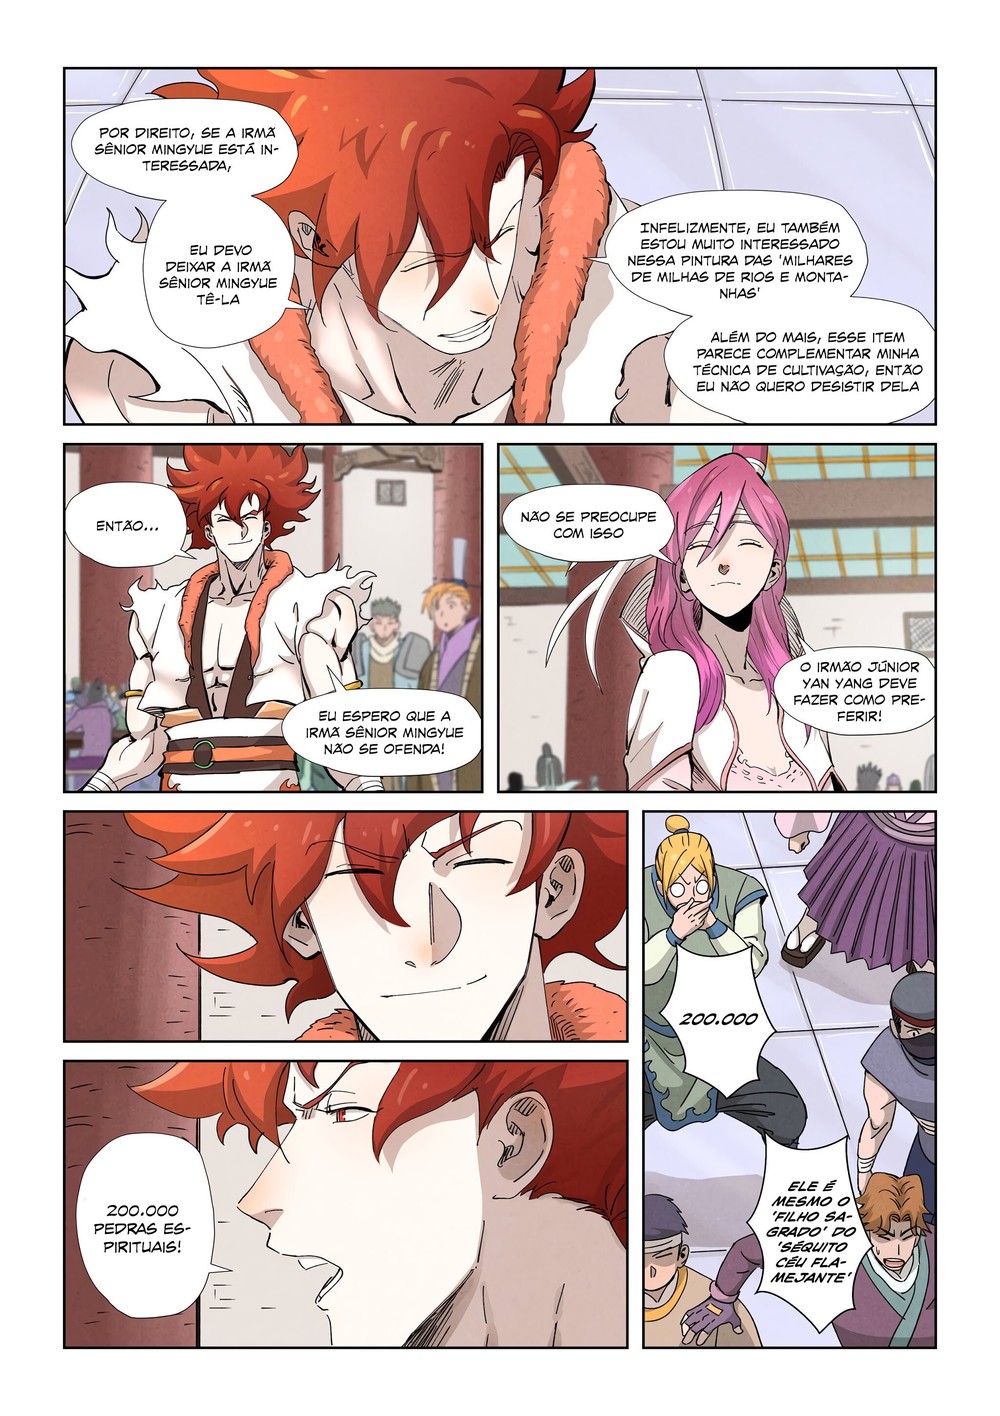 POR DIREITO, SE A IRMÃ
SÊNIOR MINGYUE ESTÁ IN-
TERESSADA,
EU DEVO
DEIXAR A IRMÃ
SÊNIOR MINGYUE
TÊ-LA
INFELIZMENTE, EU TAMBÉM
ESTOU MUITO INTERESSADO
NESSA PINTURA DAS 'MILHARES
DE MILHAS DE RIOS E MONTA-
NHAS'
ALÉM DO MAIS, ESSE ITEM
PARECE COMPLEMENTAR MINHA
TÉCNICA DE CULTIVAÇÃO, ENTÃO
EU NÃO QUERO DESISTIR DELA
ENTÃO...
EU ESPERO QUE A
IRMÃ SÊNIOR MINGYUE
NÃO SE OFENDA!
NÃO SE PREOCUPE
COM ISSO
O IRMÃO JÚNIOR
YAN YANG DEVE
FAZER COMO PRE-
FERIR!
200.000
PEDRAS ES-
PIRITUAIS!
200.000
ELE É
MESMO O
'FILHO SA-
GRADO' DO
'SÉQUITO
CÉU FLA-
MEJANTE'